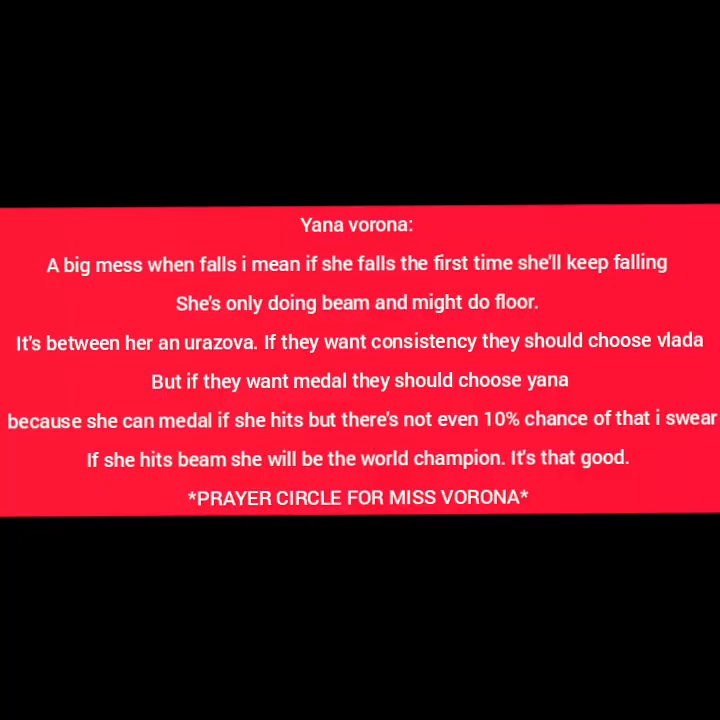 Yana vorona:
A big mess when falls i mean if she falls the first time she'll keep falling
She's only doing beam and might do floor.
It's between her an urazova. If they want consistency they should choose vlada
But if they want medal they should choose yana
because she can medal if she hits but there's not even 10% chance of that i swear
If she hits beam she will be the world champion. It's that good.
*PRAYER CIRCLE FOR MISS VORONA*